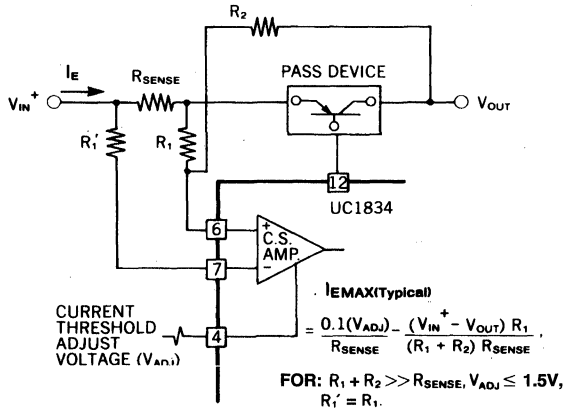 R2
IE
RSENSE
PASS DEVICE
VIN+
VOUT
R1′
R1
12
UC1834
6
+
C.S.
AMP.
7
−
IEMAX(Typical)
CURRENT
THRESHOLD
ADJUST
VOLTAGE (VADJ)
4
= 0.1(VADJ) / RSENSE − (VIN+ − VOUT) R1 / (R1 + R2) RSENSE ,
FOR: R1 + R2 >> RSENSE, VADJ ≤ 1.5V,
R1′ = R1.